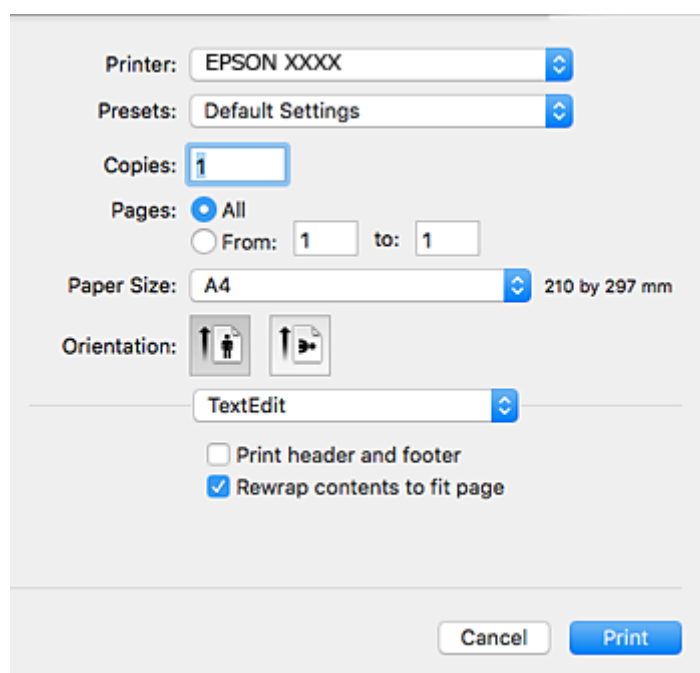 Printer: EPSON XXXX
Presets: Default Settings
Copies: 1
Pages: All
From: 1 to: 1
Paper Size: A4 210 by 297 mm
Orientation:
TextEdit
Print header and footer
Rewrap contents to fit page
Cancel Print